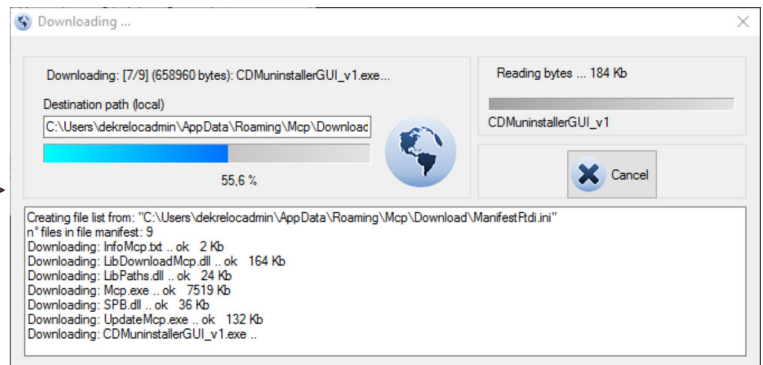 Downloading ...
Downloading: [7/9] (658960 bytes): CDMuninstallerGUI_v1.exe...
Destination path (local)
C:\Users\dekrelocadmin\AppData\Roaming\Mcp\Downloac
55,6 %
Reading bytes ... 184 Kb
CDMuninstallerGUI_v1
Cancel
Creating file list from: "C:\Users\dekrelocadmin\AppData\Roaming\Mcp\Download\ManifestFtdi.ini"
n° files in file manifest: 9
Downloading: InfoMcp.txt .. ok 2 Kb
Downloading: LibDownloadMcp.dll .. ok 164 Kb
Downloading: LibPaths.dll .. ok 24 Kb
Downloading: Mcp.exe .. ok 7519 Kb
Downloading: SPB.dll .. ok 36 Kb
Downloading: UpdateMcp.exe .. ok 132 Kb
Downloading: CDMuninstallerGUI_v1.exe ..